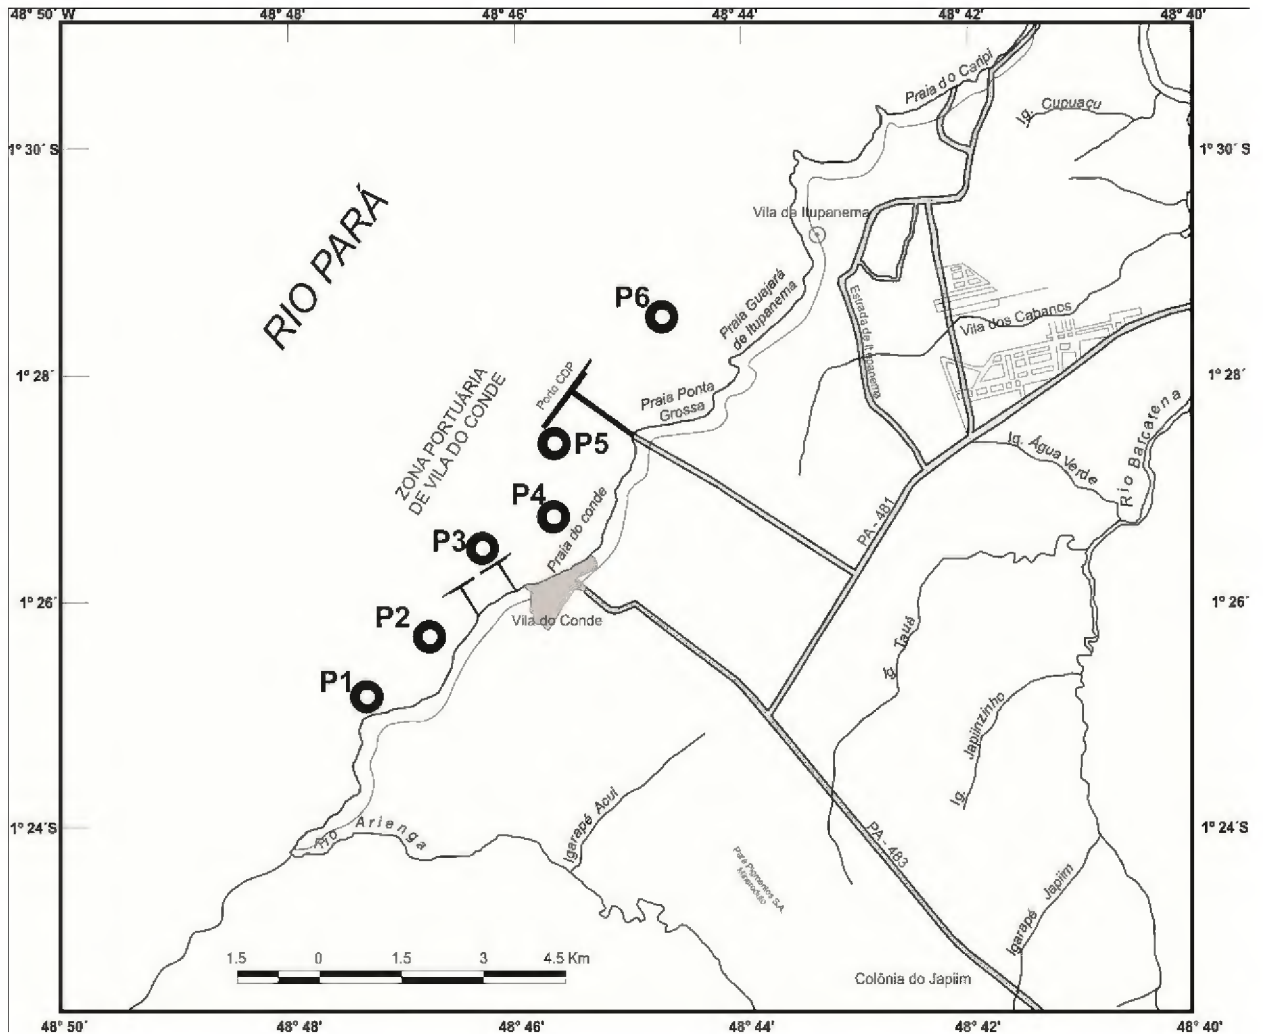 48° 50´ W
48° 48´
48° 46´
48° 44´
48° 42´
48° 40´
Praia do Caripi
Ig. Cupuaçu
1° 30´ S
1° 30´ S
RIO PARÁ
Vila de Itupanema
P6
Praia Guajará
de Itupanema
Estrada de Itupanema
Vila dos Cabanos
1° 28´
1° 28´
Porto CDP
Praia Ponta
Grossa
ZONA PORTUÁRIA
DE VILA DO CONDE
P5
Ig. Água Verde
Rio Barcarena
P4
Praia do conde
PA - 481
P3
1° 26´
1° 26´
P2
Vila do Conde
Ig. Tauá
P1
Ig. Japiinzinho
Igarapé Acui
1° 24´S
1° 24´S
rio Arienga
PA - 483
Para Pigmentos S.A.
Mineroduto
Igarapé Japiim
1.5 0 1.5 3 4.5 Km
Colônia do Japiim
48° 50´
48° 48´
48° 46´
48° 44´
48° 42´
48° 40´